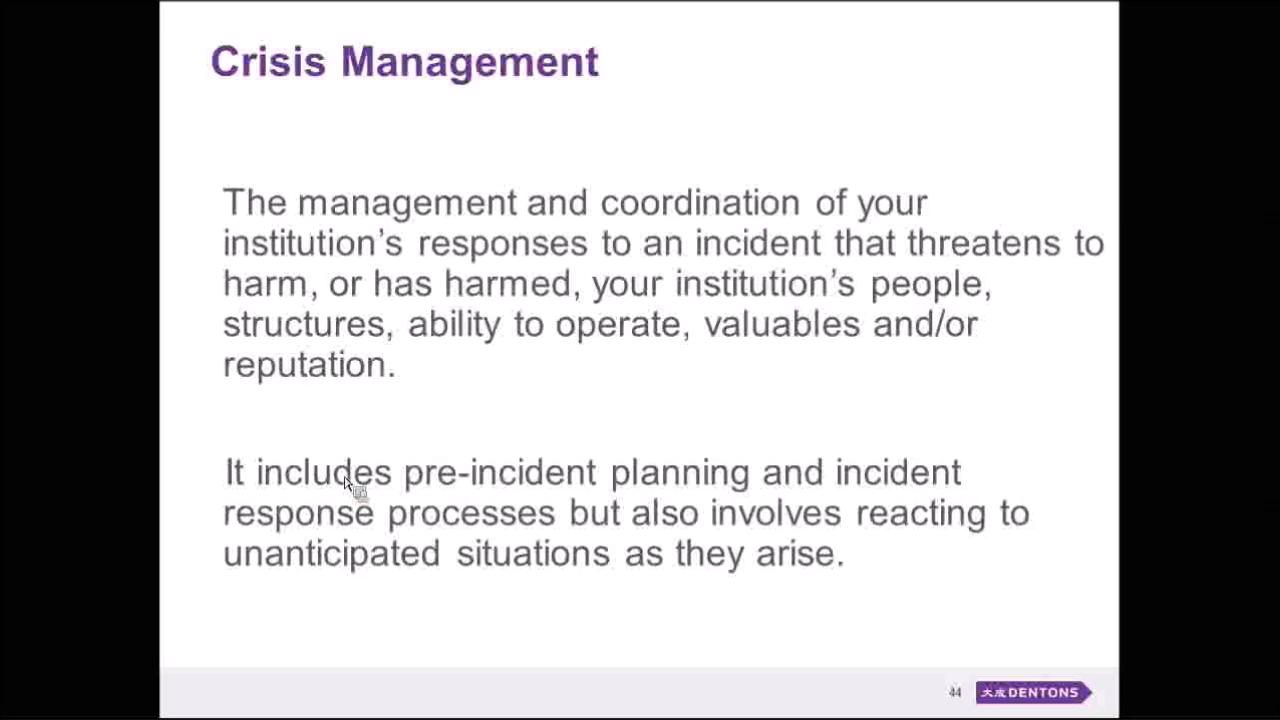 Crisis Management
The management and coordination of your
institution's responses to an incident that threatens to
harm, or has harmed, your institution's people,
structures, ability to operate, valuables and/or
reputation.
It includes pre-incident planning and incident
response processes but also involves reacting to
unanticipated situations as they arise.
44
大成 DENTONS